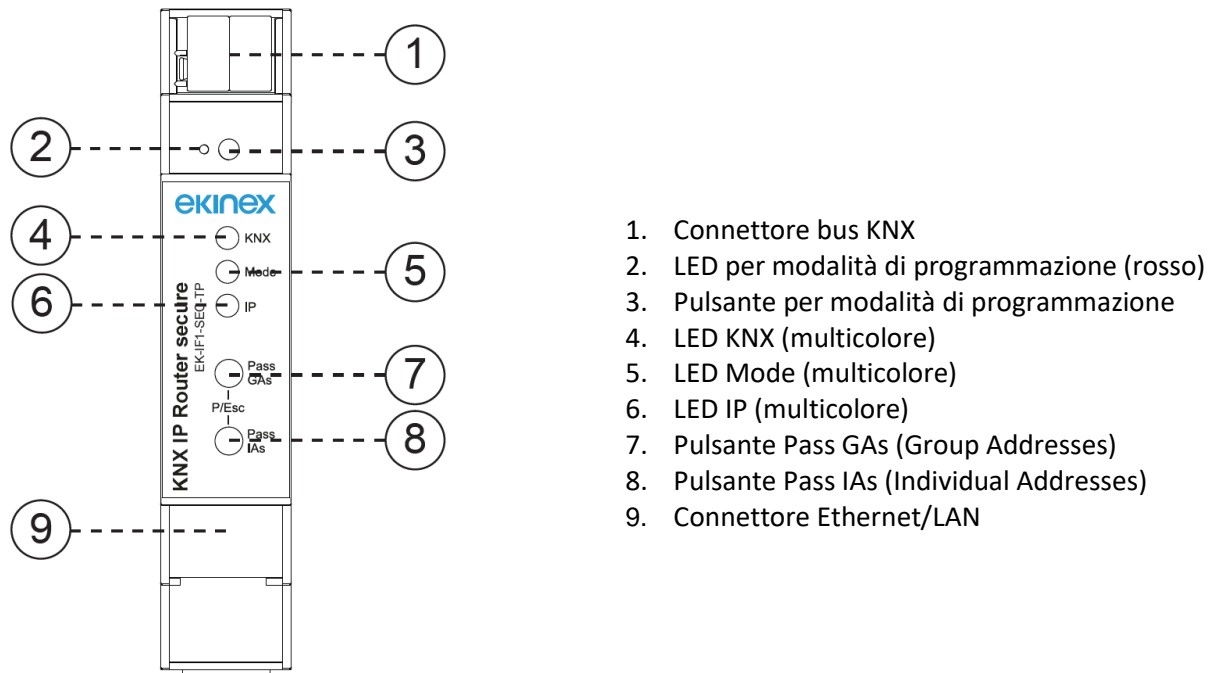 1
2
3
ekinex
4
KNX
5
Mode
6
IP
KNX IP Router secure
EK-IF1-SEC-TP
7
Pass
GAs
P/Esc
8
Pass
IAs
9
1. Connettore bus KNX
2. LED per modalità di programmazione (rosso)
3. Pulsante per modalità di programmazione
4. LED KNX (multicolore)
5. LED Mode (multicolore)
6. LED IP (multicolore)
7. Pulsante Pass GAs (Group Addresses)
8. Pulsante Pass IAs (Individual Addresses)
9. Connettore Ethernet/LAN